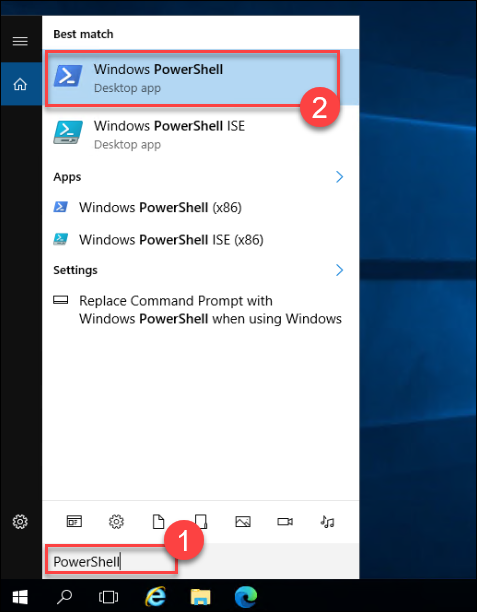 Best match
Windows PowerShell
Desktop app
2
Windows PowerShell ISE
Desktop app
Apps
Windows PowerShell (x86)
Windows PowerShell ISE (x86)
Settings
Replace Command Prompt with
Windows PowerShell when using Windows
1
PowerShell